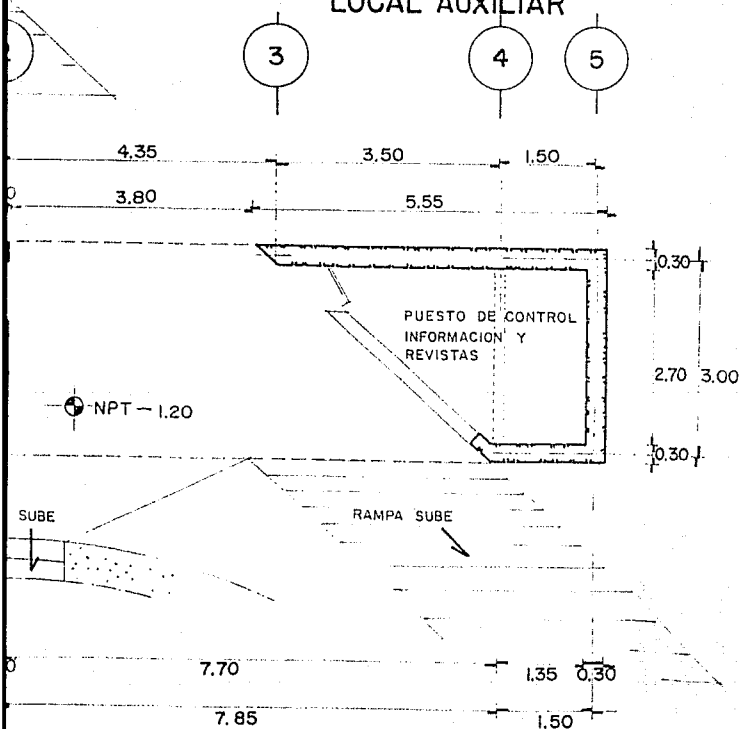 LOCAL AUXILIAR
3 4 5
4.35 3.50 1.50
3.80 5.55
0.30
PUESTO DE CONTROL
INFORMACION Y
REVISTAS
2.70 3.00
NPT-1.20
0.30
SUBE
RAMPA SUBE
7.70 1.35 0.30
7.85 1.50